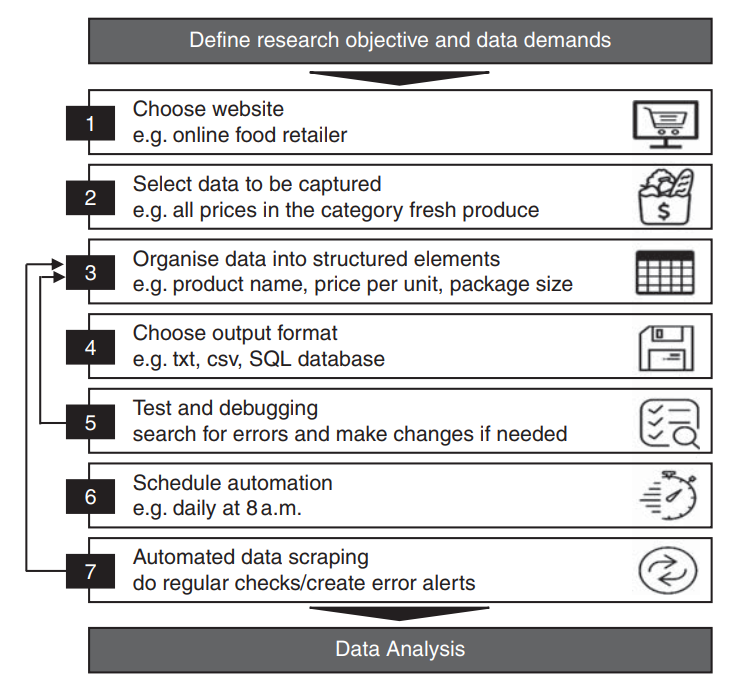 Define research objective and data demands
1
Choose website
e.g. online food retailer
2
Select data to be captured
e.g. all prices in the category fresh produce
$
3
Organise data into structured elements
e.g. product name, price per unit, package size
4
Choose output format
e.g. txt, csv, SQL database
5
Test and debugging
search for errors and make changes if needed
6
Schedule automation
e.g. daily at 8 a.m.
7
Automated data scraping
do regular checks/create error alerts
Data Analysis